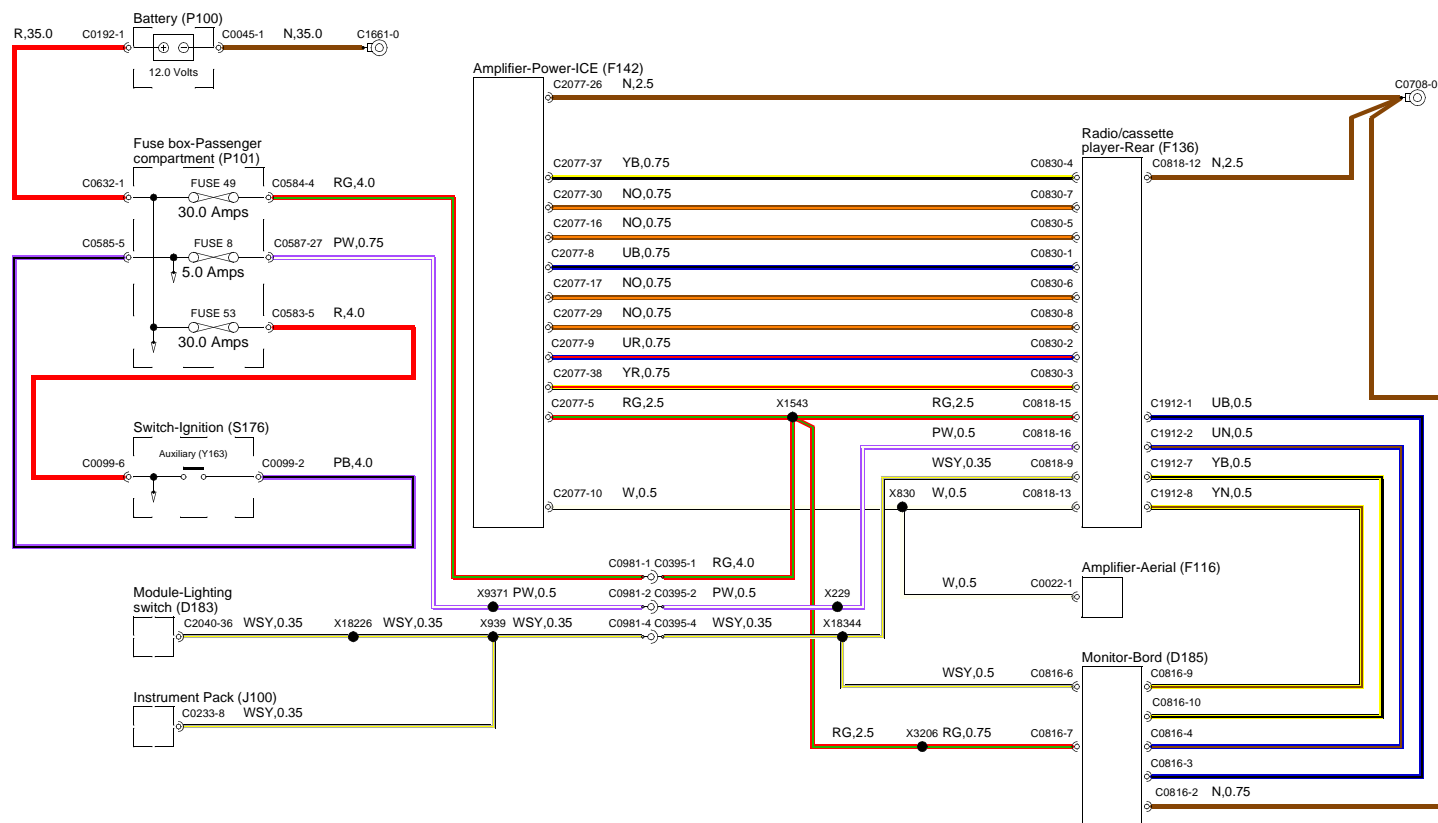 Battery (P100)
R,35.0 C0192-1 C0045-1 N,35.0 C1661-0
12.0 Volts
Amplifier-Power-ICE (F142)
C2077-26 N,2.5 C0708-0
Radio/cassette
player-Rear (F136)
Fuse box-Passenger
compartment (P101)
C2077-37 YB,0.75 C0830-4 C0818-12 N,2.5
C0632-1 FUSE 49 C0584-4 RG,4.0
30.0 Amps
C2077-30 NO,0.75 C0830-7
C2077-16 NO,0.75 C0830-5
C0585-5 FUSE 8 C0587-27 PW,0.75
5.0 Amps
C2077-8 UB,0.75 C0830-1
C2077-17 NO,0.75 C0830-6
FUSE 53 C0583-5 R,4.0
30.0 Amps
C2077-29 NO,0.75 C0830-8
C2077-9 UR,0.75 C0830-2
C2077-38 YR,0.75 C0830-3
C2077-5 RG,2.5 X1543 RG,2.5 C0818-15 C1912-1 UB,0.5
Switch-Ignition (S176)
PW,0.5 C0818-16 C1912-2 UN,0.5
Auxiliary (Y163)
C0099-6 C0099-2 PB,4.0
WSY,0.35 C0818-9 C1912-7 YB,0.5
C2077-10 W,0.5 X830 W,0.5 C0818-13 C1912-8 YN,0.5
C0981-1 C0395-1 RG,4.0
Amplifier-Aerial (F116)
W,0.5 C0022-1
Module-Lighting
switch (D183)
X9371 PW,0.5 C0981-2 C0395-2 PW,0.5 X229
C2040-36 WSY,0.35 X18226 WSY,0.35 X939 WSY,0.35 C0981-4 C0395-4 WSY,0.35 X18344
Monitor-Bord (D185)
WSY,0.5 C0816-6 C0816-9
Instrument Pack (J100)
C0233-8 WSY,0.35
C0816-10
RG,2.5 X3206 RG,0.75 C0816-7 C0816-4
C0816-3
C0816-2 N,0.75